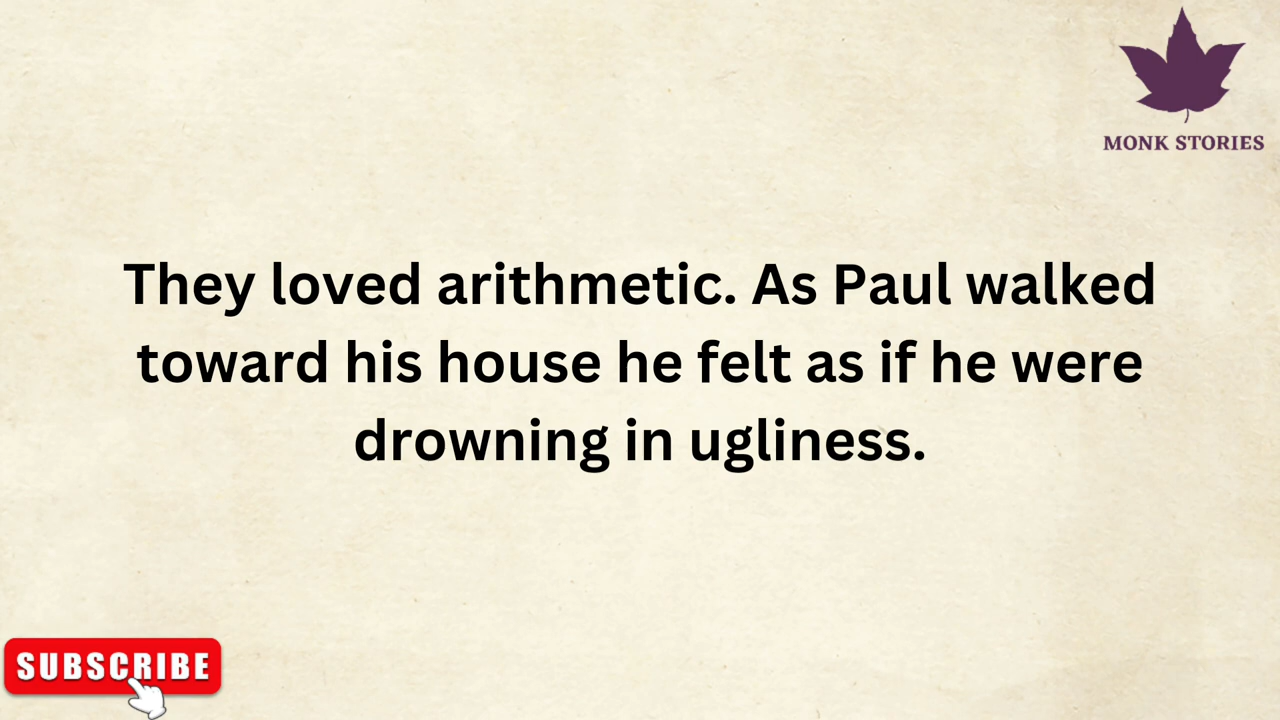 MONK STORIES
They loved arithmetic. As Paul walked
toward his house he felt as if he were
drowning in ugliness.
SUBSCRIBE